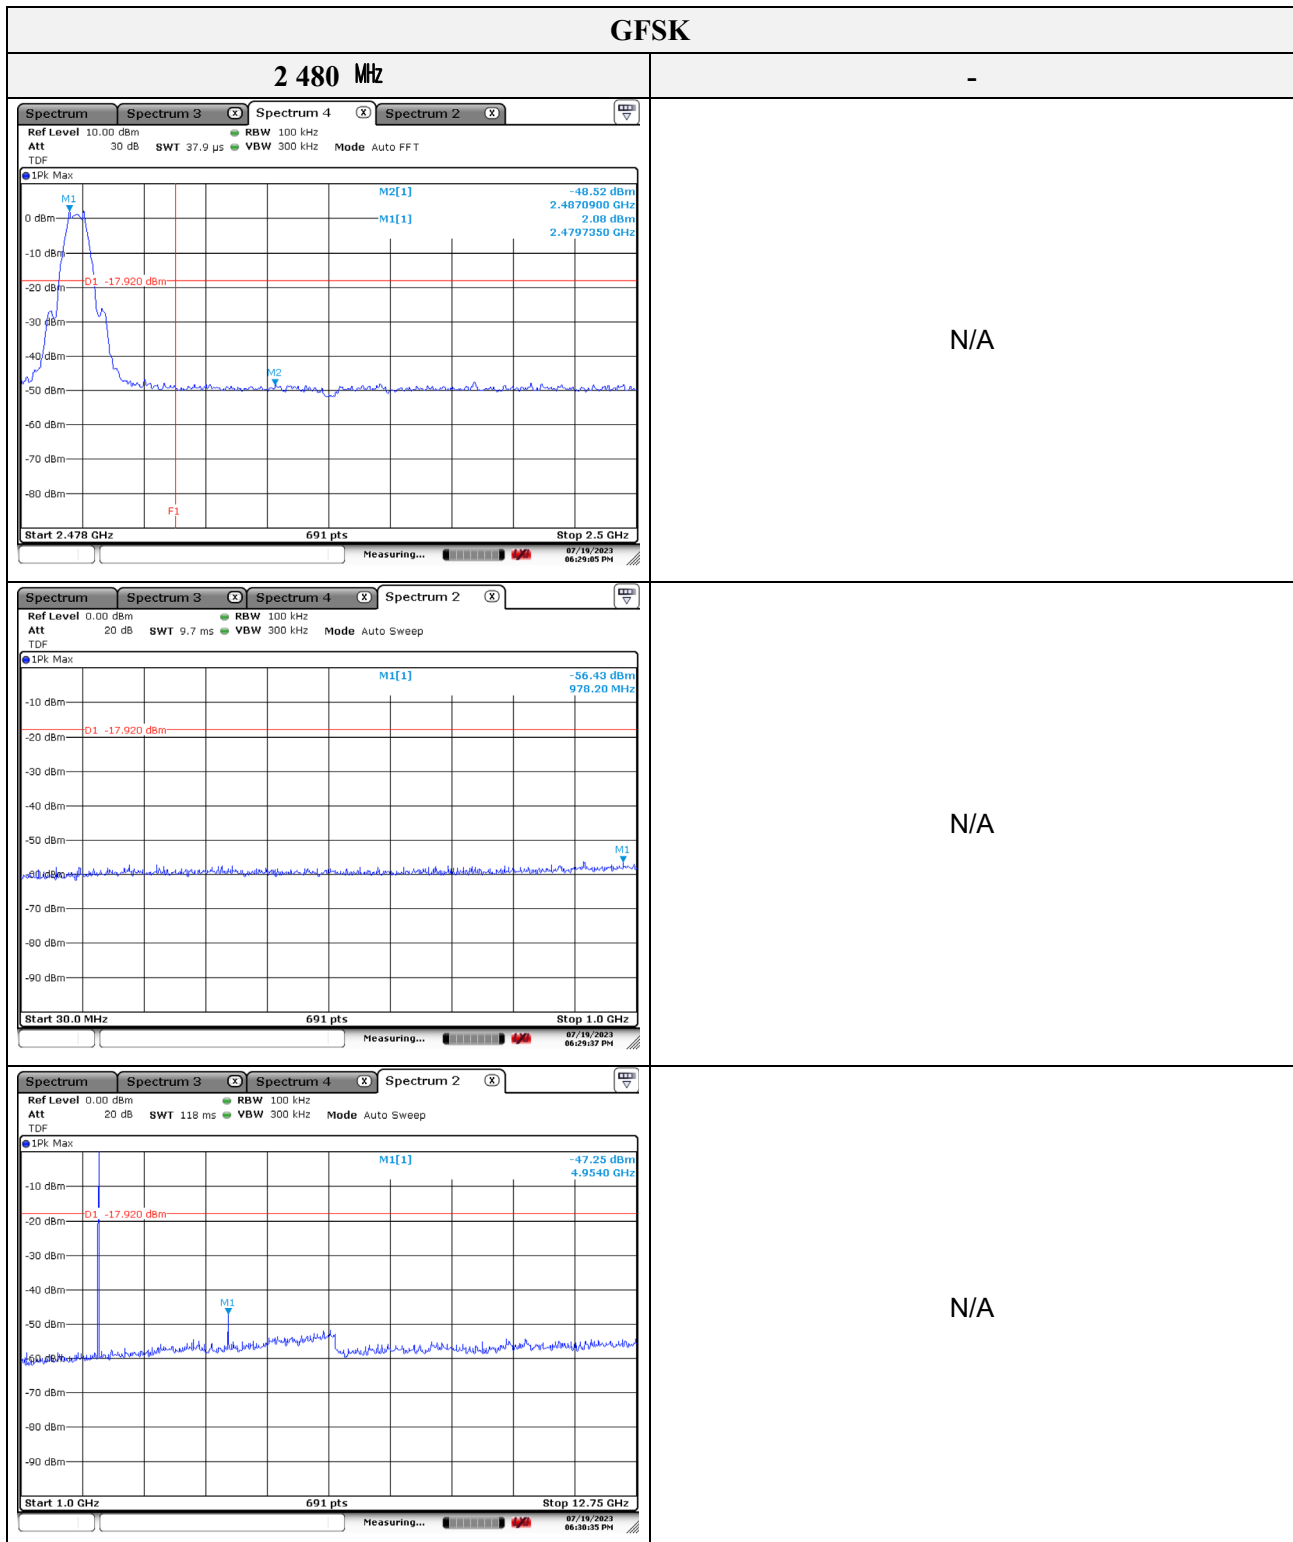 GFSK
2 480 ㎒
-
Spectrum Spectrum 3 X Spectrum 4 X Spectrum 2 X
Ref Level 10.00 dBm RBW 100 kHz
Att 30 dB SWT 37.9 µs VBW 300 kHz Mode Auto FFT
TDF
1Pk Max
M2[1] -48.52 dBm
2.4870900 GHz
M1[1] 2.08 dBm
2.4797350 GHz
M1
0 dBm
-10 dBm
D1 -17.920 dBm
-20 dBm
-30 dBm
-40 dBm
M2
-50 dBm
-60 dBm
-70 dBm
-80 dBm
F1
Start 2.478 GHz 691 pts Stop 2.5 GHz
Measuring... 07/19/2023
06:29:05 PM
N/A
Spectrum Spectrum 3 X Spectrum 4 X Spectrum 2 X
Ref Level 0.00 dBm RBW 100 kHz
Att 20 dB SWT 9.7 ms VBW 300 kHz Mode Auto Sweep
TDF
1Pk Max
M1[1] -56.43 dBm
978.20 MHz
-10 dBm
D1 -17.920 dBm
-20 dBm
-30 dBm
-40 dBm
-50 dBm
M1
-60 dBm
-70 dBm
-80 dBm
-90 dBm
Start 30.0 MHz 691 pts Stop 1.0 GHz
Measuring... 07/19/2023
06:29:37 PM
N/A
Spectrum Spectrum 3 X Spectrum 4 X Spectrum 2 X
Ref Level 0.00 dBm RBW 100 kHz
Att 20 dB SWT 118 ms VBW 300 kHz Mode Auto Sweep
TDF
1Pk Max
M1[1] -47.25 dBm
4.9540 GHz
-10 dBm
D1 -17.920 dBm
-20 dBm
-30 dBm
-40 dBm
M1
-50 dBm
-60 dBm
-70 dBm
-80 dBm
-90 dBm
Start 1.0 GHz 691 pts Stop 12.75 GHz
Measuring... 07/19/2023
06:30:35 PM
N/A